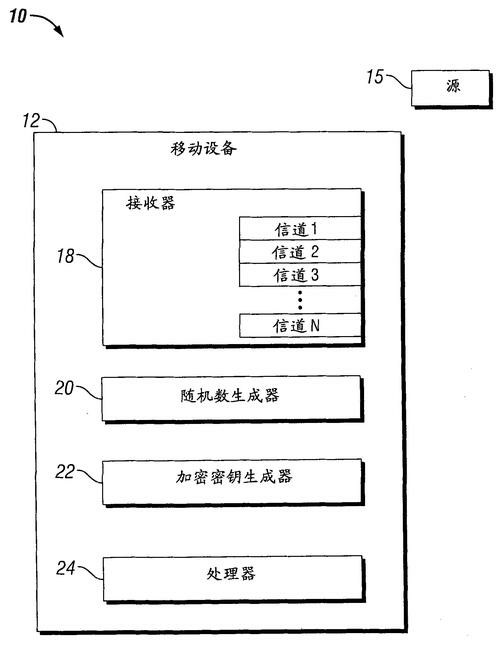 10
15
源
12
移动设备
接收器
18
信道 1
信道 2
信道 3
信道 N
20
随机数生成器
22
加密密钥生成器
24
处理器